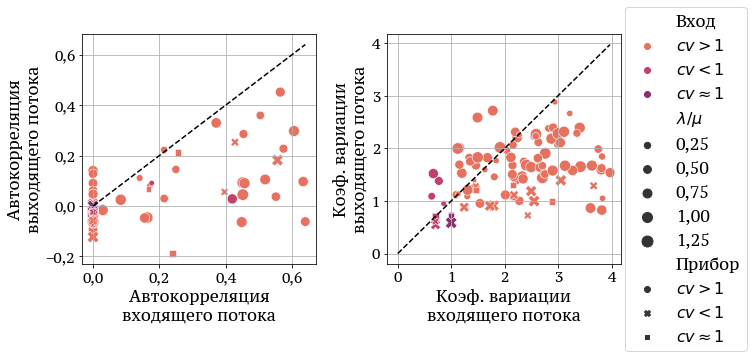 Автокорреляция
выходящего потока
0,6
0,4
0,2
0,0
−0,2
0,0
0,2
0,4
0,6
Автокорреляция
входящего потока
Коэф. вариации
выходящего потока
4
3
2
1
0
0
1
2
3
4
Коэф. вариации
входящего потока
Вход
cv > 1
cv < 1
cv ≈ 1
λ/μ
0,25
0,50
0,75
1,00
1,25
Прибор
cv > 1
cv < 1
cv ≈ 1